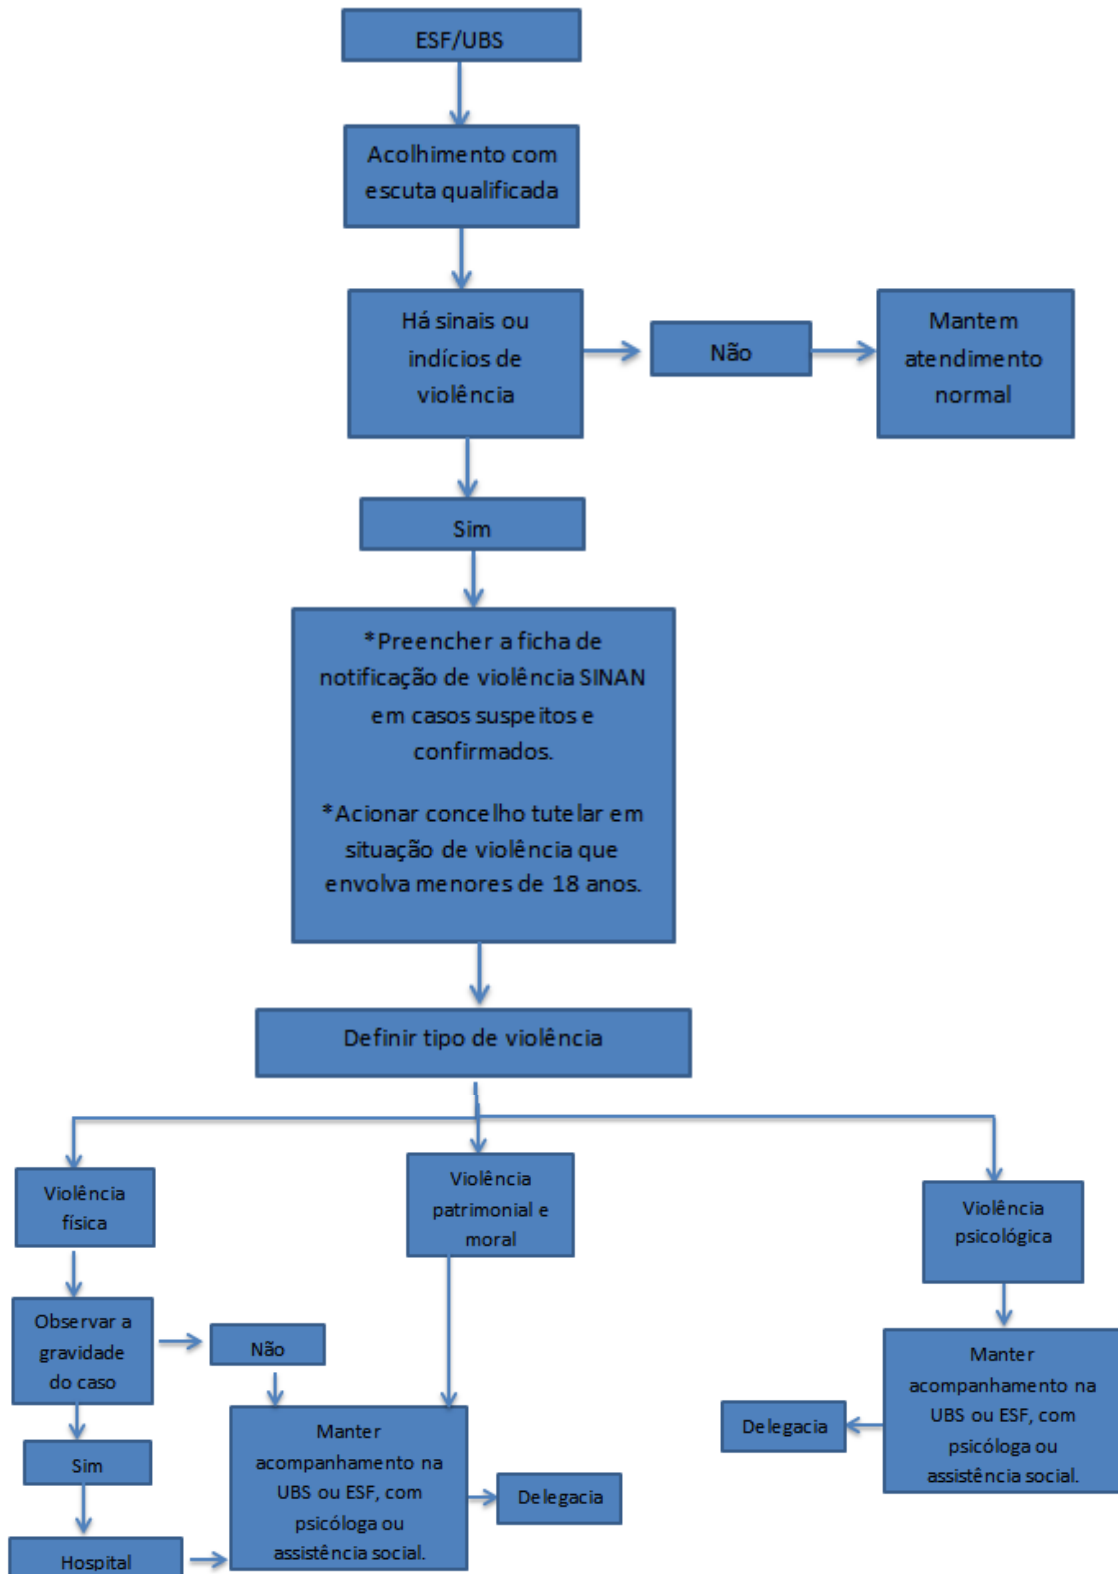 ESF/UBS
Acolhimento com
escuta qualificada
Há sinais ou
indícios de
violência
Não
Mantem
atendimento
normal
Sim
*Preencher a ficha de
notificação de violência SINAN
em casos suspeitos e
confirmados.
*Acionar concelho tutelar em
situação de violência que
envolva menores de 18 anos.
Definir tipo de violência
Violência
física
Violência
patrimonial e
moral
Violência
psicológica
Observar a
gravidade
do caso
Não
Sim
Hospital
Manter
acompanhamento na
UBS ou ESF, com
psicóloga ou
assistência social.
Delegacia
Manter
acompanhamento na
UBS ou ESF, com
psicóloga ou
assistência social.
Delegacia